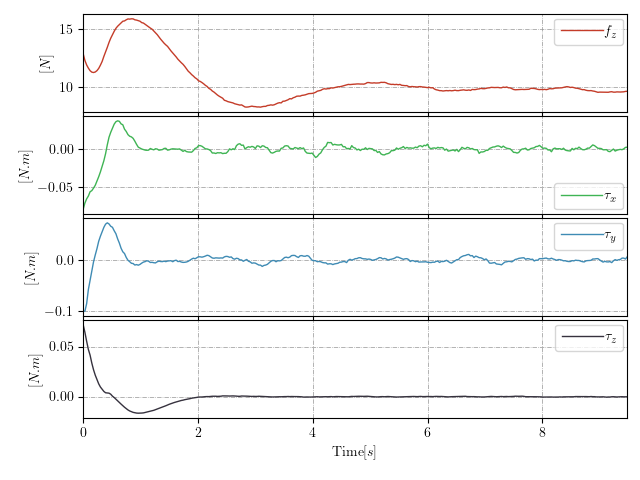 15
10
[N]
f_z
0.00
−0.05
[N.m]
τ_x
0.0
−0.1
[N.m]
τ_y
0.05
0.00
[N.m]
τ_z
0 2 4 6 8
Time[s]